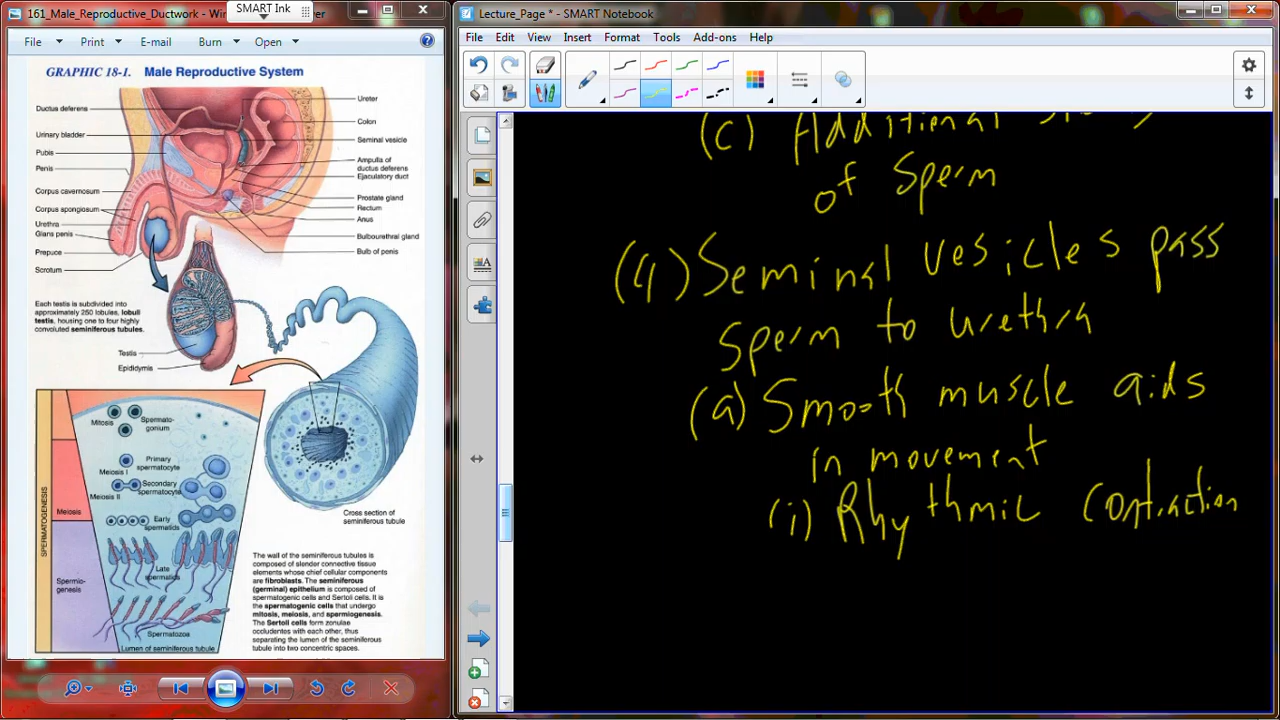 161_Male_Reproductive_Ductwork - Win
SMART Ink
File Print E-mail Burn Open
GRAPHIC 18-1. Male Reproductive System
Ductus deferens
Urinary bladder
Pubis
Penis
Corpus cavernosum
Corpus spongiosum
Urethra
Glans penis
Prepuce
Scrotum
Ureter
Colon
Seminal vesicle
Ampulla of
ductus deferens
Ejaculatory duct
Prostate gland
Rectum
Anus
Bulbourethral gland
Bulb of penis
Each testis is subdivided into
approximately 250 lobules, lobuli
testis, housing one to four highly
convoluted seminiferous tubules.
Testis
Epididymis
SPERMATOGENESIS
Meiosis
Spermio-
genesis
Mitosis
Spermato-
gonium
Primary
spermatocyte
Meiosis I
Secondary
spermatocyte
Meiosis II
Early
spermatids
Late
spermatids
Spermatozoa
Lumen of seminiferous tubule
Cross section of
seminiferous tubule
The wall of the seminiferous tubules is
composed of slender connective tissue
elements whose chief cellular components
are fibroblasts. The seminiferous
(germinal) epithelium is composed of
spermatogenic cells and Sertoli cells. It is
the spermatogenic cells that undergo
mitosis, meiosis, and spermiogenesis.
The Sertoli cells form zonulae
occludentes with each other, thus
separating the lumen of the seminiferous
tubule into two concentric spaces.
Lecture_Page * - SMART Notebook
File Edit View Insert Format Tools Add-ons Help
(c) Additional
of Sperm
(4) Seminal vesicles pass
sperm to urethra
(a) Smooth muscle aids
in movement
(i) Rhythmic contraction